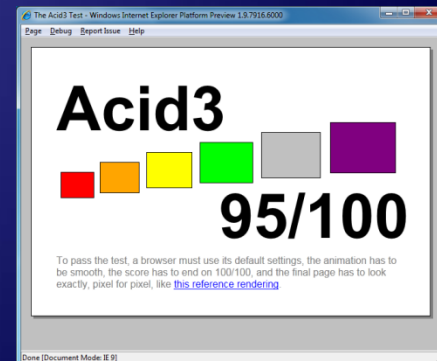 The Acid3 Test - Windows Internet Explorer Platform Preview 1.9.7916.6000
Page Debug Report Issue Help
Acid3
95/100
To pass the test, a browser must use its default settings, the animation has to
be smooth, the score has to end on 100/100, and the final page has to look
exactly, pixel for pixel, like this reference rendering.
Done [Document Mode: IE 9]